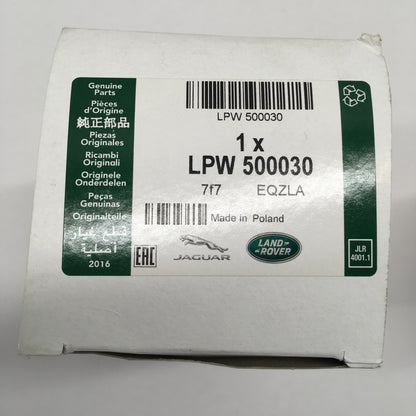 Genuine
Parts
Pièces
d'Origine
純正部品
Piezas
Originales
Ricambi
Originali
Originele
Onderdelen
Peças
Genuinas
Originalteile
قطع غيار
أصلية
2016
LPW 500030
1 x
LPW 500030
7f7 EQZLA
Made in Poland
EAC
JAGUAR
LAND
ROVER
JLR
4001.1